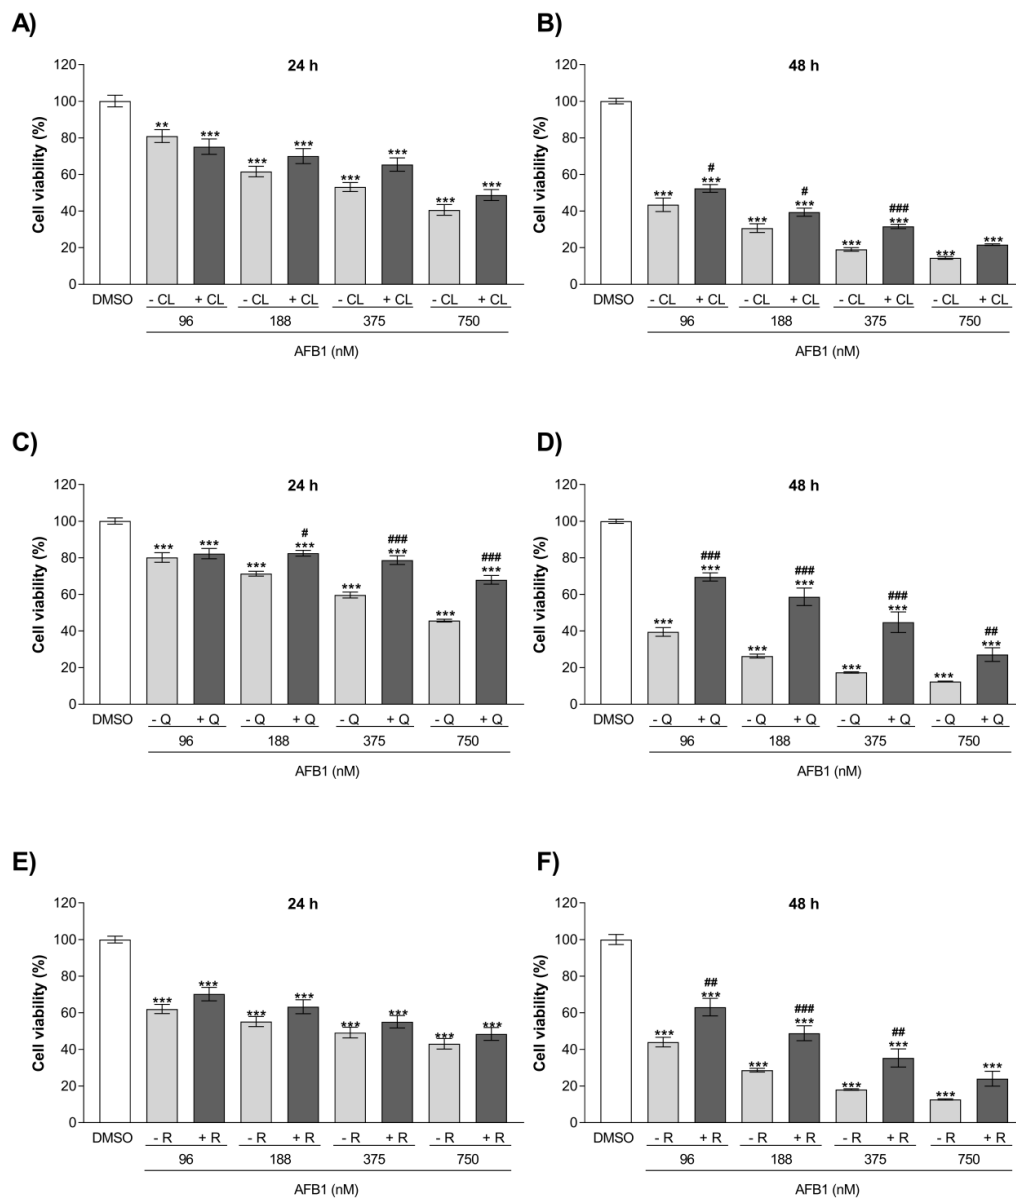 A)
24 h
Cell viability (%)
120
100
80
60
40
20
0
** *** *** *** *** *** *** ***
DMSO - CL + CL - CL + CL - CL + CL - CL + CL
96 188 375 750
AFB1 (nM)
B)
48 h
Cell viability (%)
120
100
80
60
40
20
0
# # ###
*** *** *** *** *** *** *** ***
DMSO - CL + CL - CL + CL - CL + CL - CL + CL
96 188 375 750
AFB1 (nM)
C)
24 h
Cell viability (%)
120
100
80
60
40
20
0
# ### ###
*** *** *** *** *** *** *** ***
DMSO - Q + Q - Q + Q - Q + Q - Q + Q
96 188 375 750
AFB1 (nM)
D)
48 h
Cell viability (%)
120
100
80
60
40
20
0
### ### ### ##
*** *** *** *** *** *** *** ***
DMSO - Q + Q - Q + Q - Q + Q - Q + Q
96 188 375 750
AFB1 (nM)
E)
24 h
Cell viability (%)
120
100
80
60
40
20
0
*** *** *** *** *** *** *** ***
DMSO - R + R - R + R - R + R - R + R
96 188 375 750
AFB1 (nM)
F)
48 h
Cell viability (%)
120
100
80
60
40
20
0
## ### ##
*** *** *** *** *** *** *** ***
DMSO - R + R - R + R - R + R - R + R
96 188 375 750
AFB1 (nM)